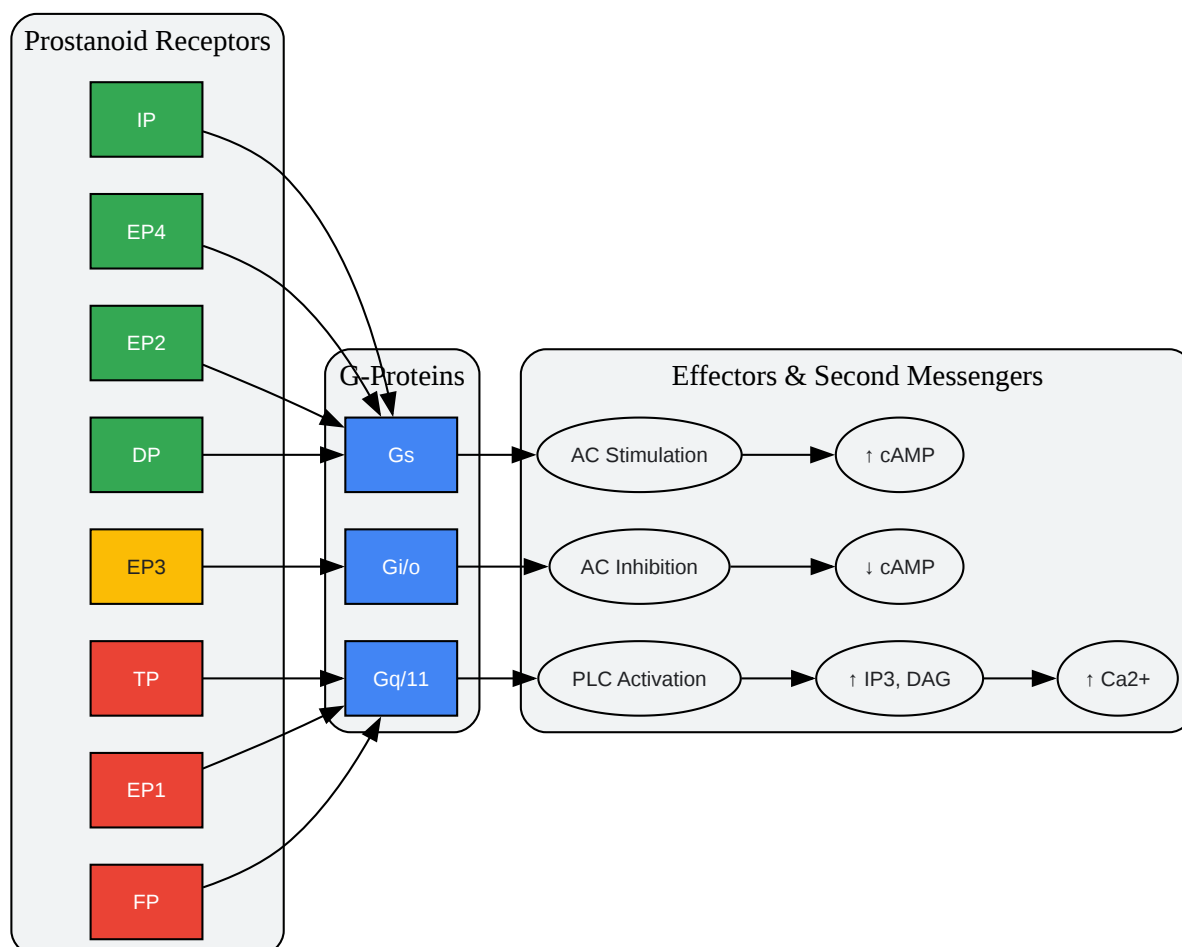 Prostanoid Receptors
IP
EP4
EP2
DP
EP3
TP
EP1
FP
G-Proteins
Gs
Gi/o
Gq/11
Effectors & Second Messengers
AC Stimulation
↑ cAMP
AC Inhibition
↓ cAMP
PLC Activation
↑ IP3, DAG
↑ Ca2+